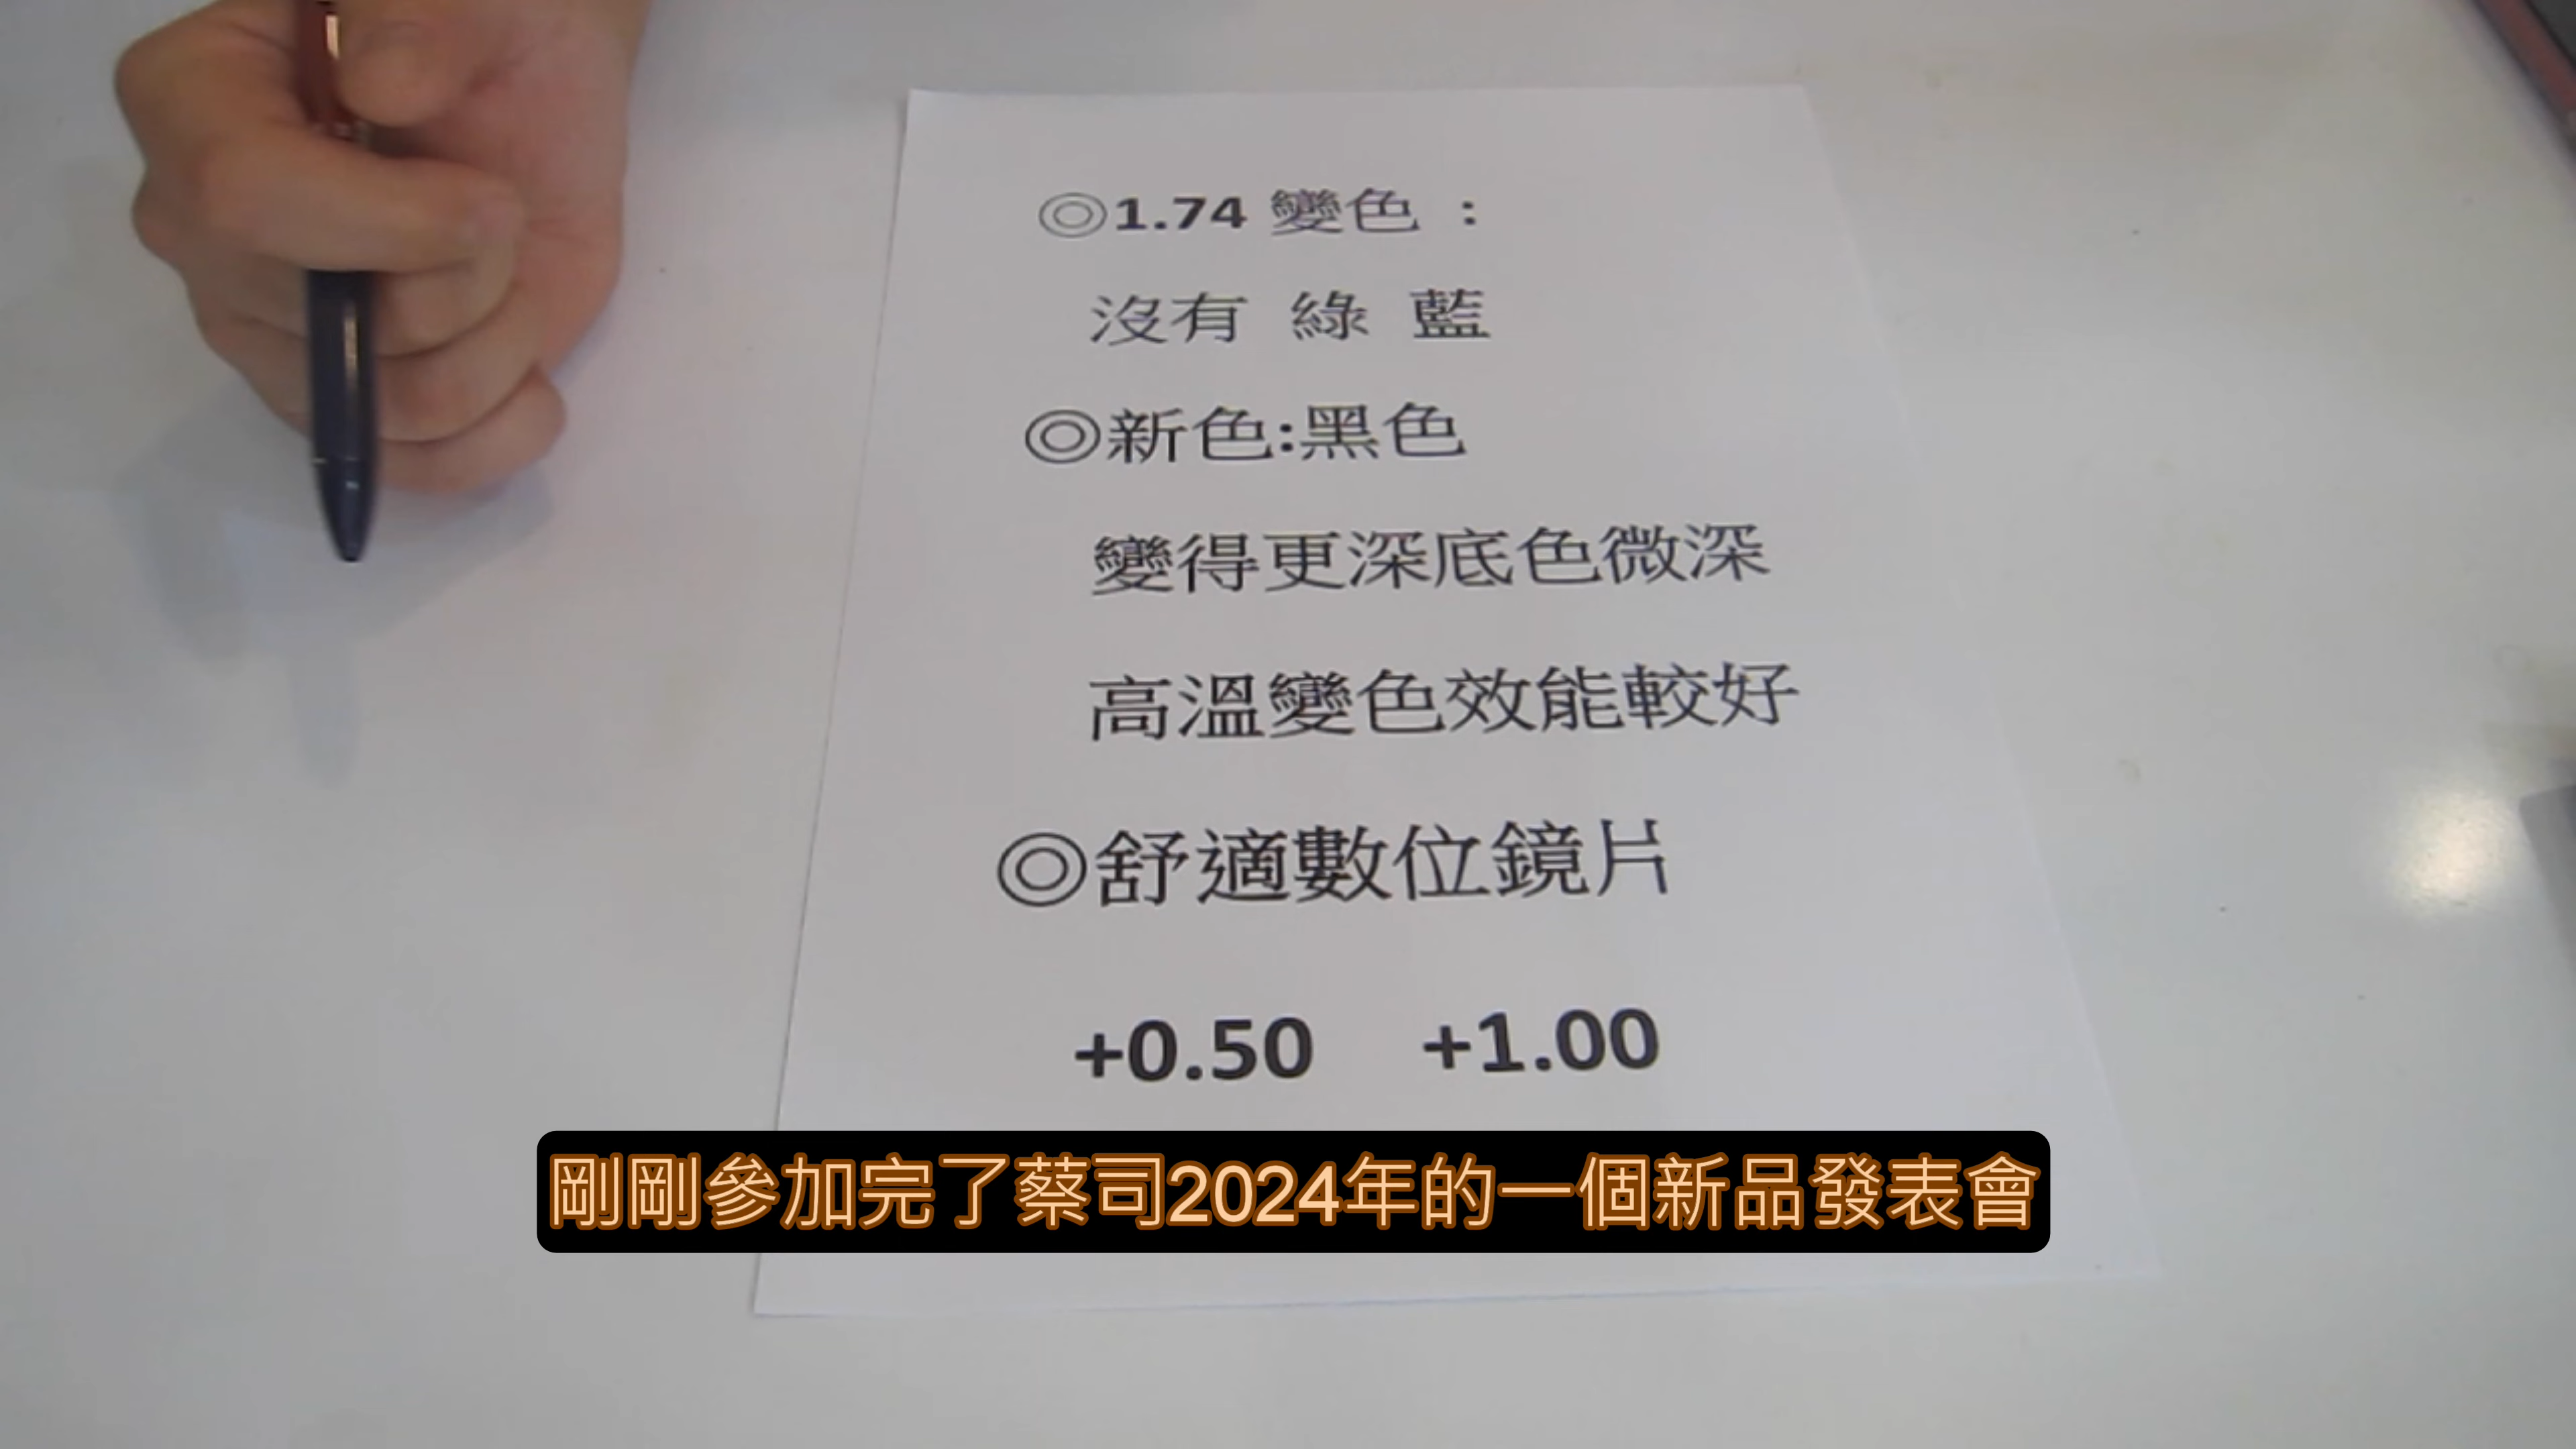 ◎1.74 變色 :
沒有 綠 藍
◎新色:黑色
變得更深底色微深
高溫變色效能較好
◎舒適數位鏡片
+0.50 +1.00
剛剛參加完了蔡司2024年的一個新品發表會